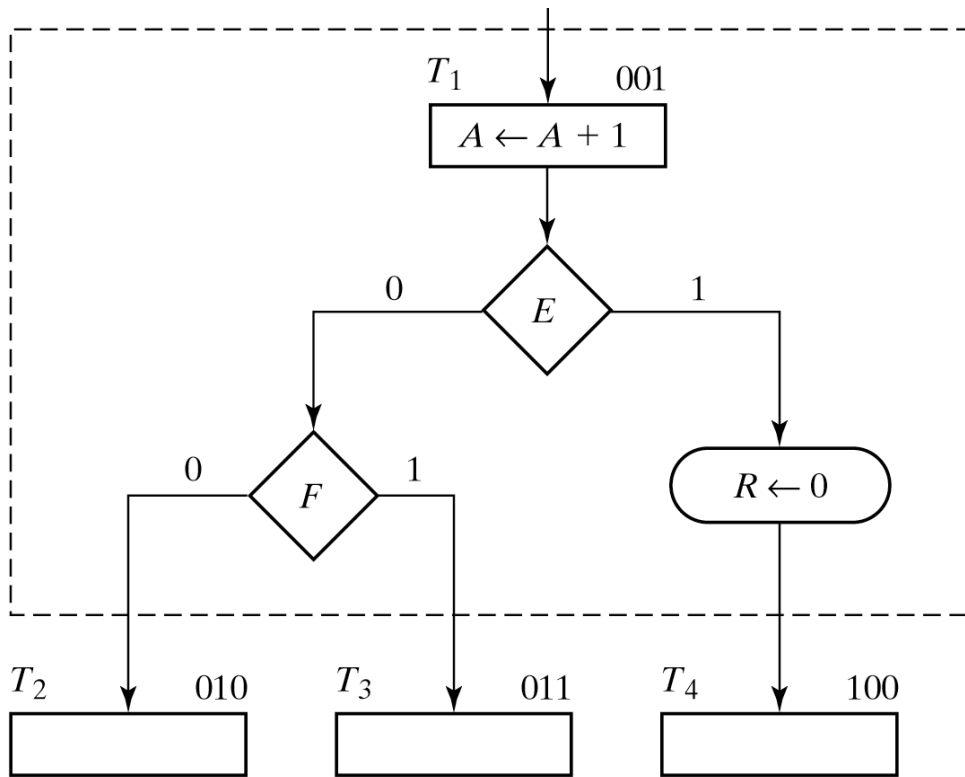 T₁ 001
A ← A + 1
0 1
E
0 1
F
R ← 0
T₂ 010 T₃ 011 T₄ 100